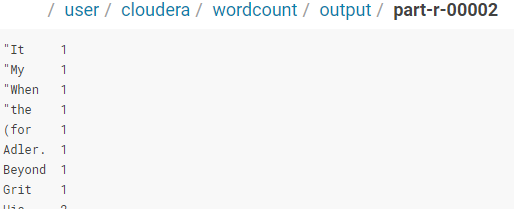 / user / cloudera / wordcount / output / part-r-00002
"It 1
"My 1
"When 1
"the 1
(for 1
Adler. 1
Beyond 1
Grit 1